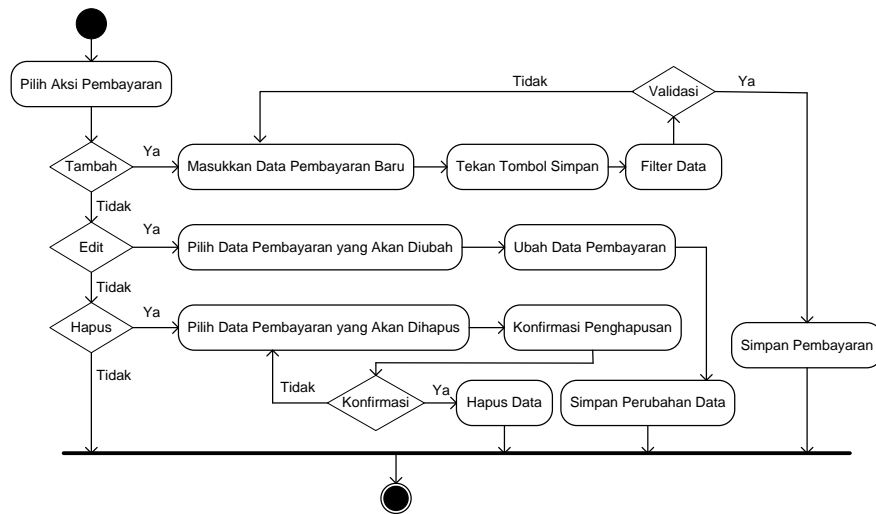 Pilih Aksi Pembayaran
Tidak
Validasi
Ya
Tambah
Ya
Masukkan Data Pembayaran Baru
Tekan Tombol Simpan
Filter Data
Tidak
Edit
Ya
Pilih Data Pembayaran yang Akan Diubah
Ubah Data Pembayaran
Tidak
Hapus
Ya
Pilih Data Pembayaran yang Akan Dihapus
Konfirmasi Penghapusan
Simpan Pembayaran
Tidak
Tidak
Konfirmasi
Ya
Hapus Data
Simpan Perubahan Data